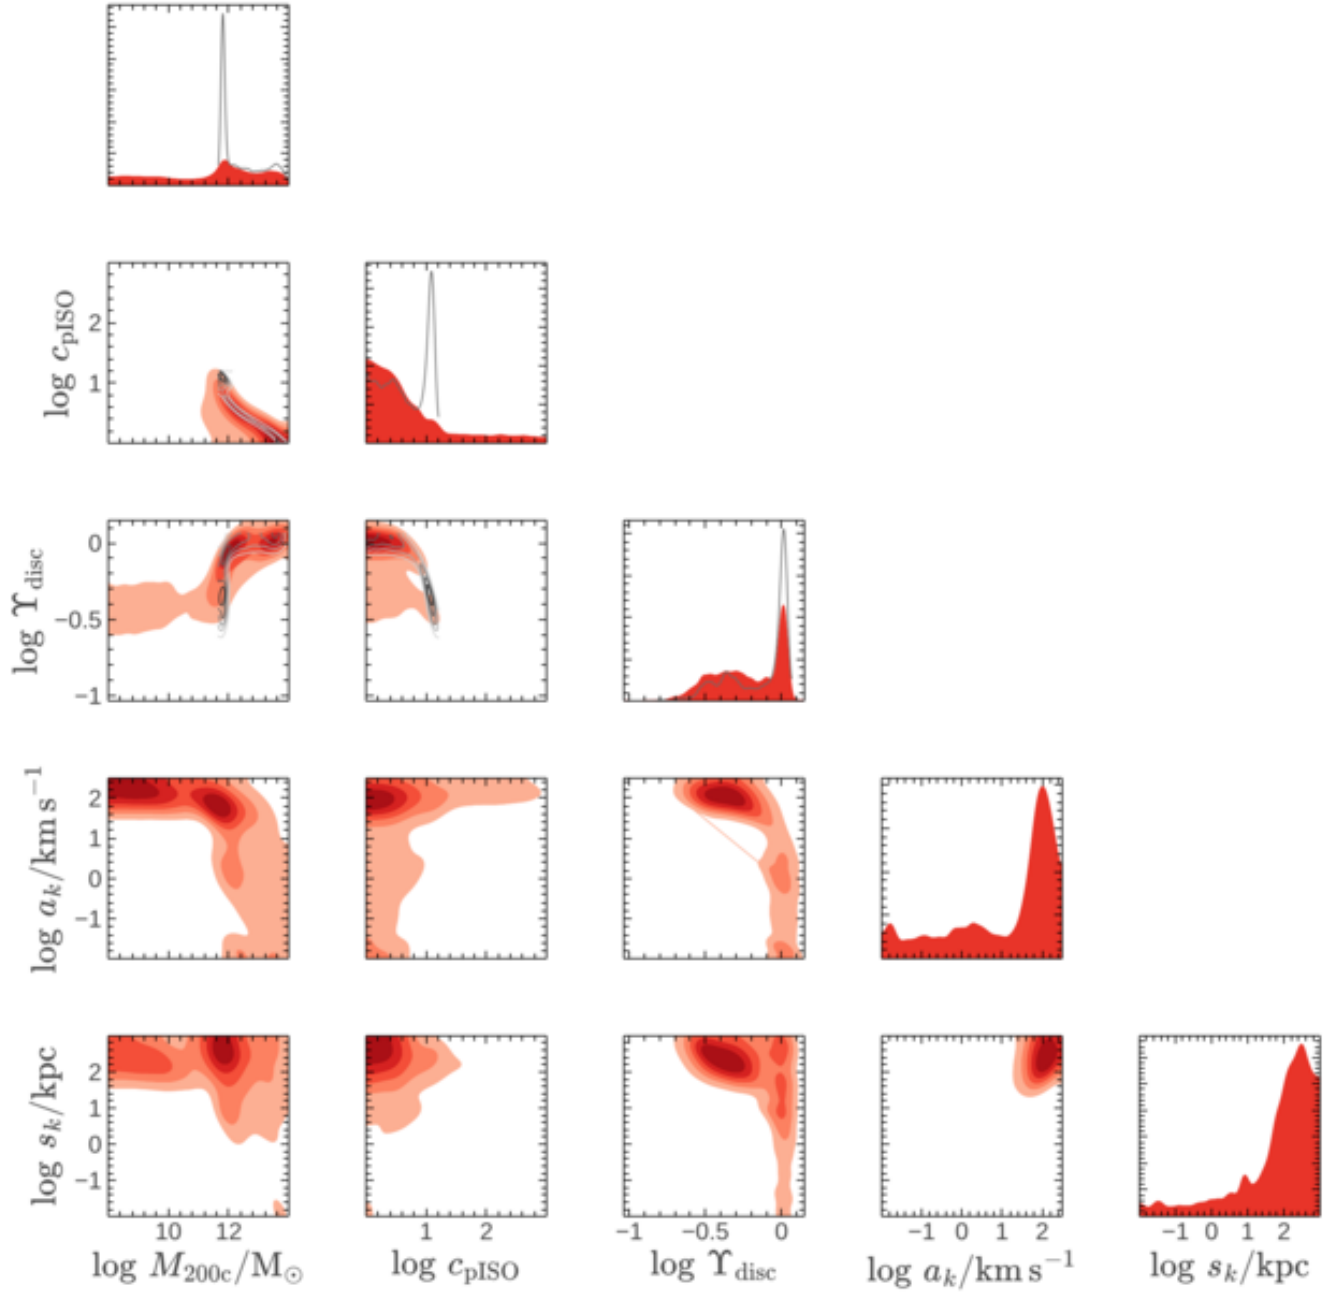 log c_pISO
2
1
log ϒ_disc
0
−0.5
−1
log a_k/km s⁻¹
2
1
0
−1
log s_k/kpc
2
1
0
−1
10 12 1 2 −1 −0.5 0 −1 0 1 2 −1 0 1 2
log M_200c/M_⊙ log c_pISO log ϒ_disc log a_k/km s⁻¹ log s_k/kpc